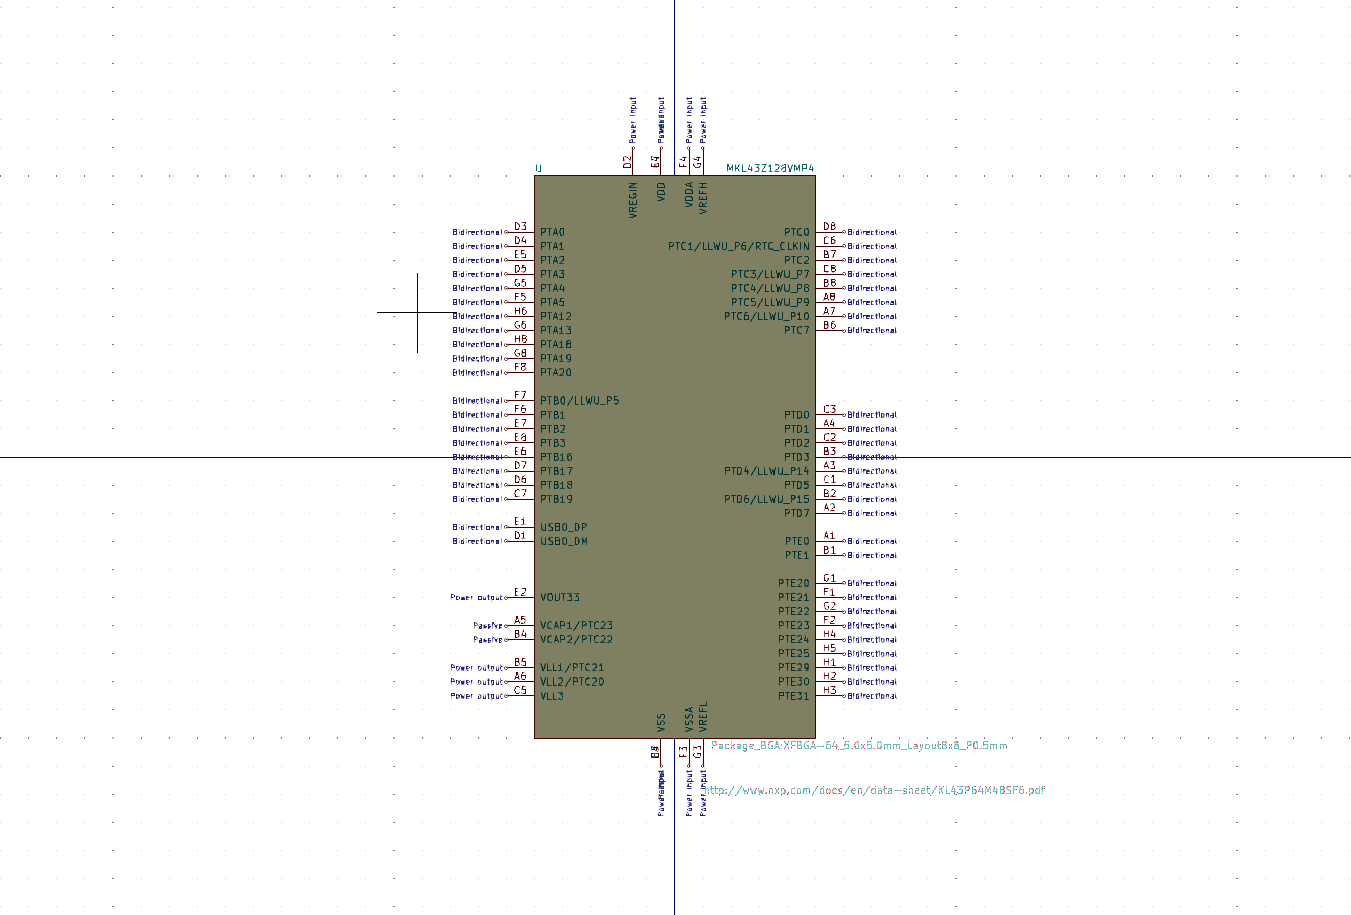 Power input Power input Power input
D2 F4 G4
U MKL43Z128VMP4
VREGIN VDD VDDA VREFH
Bidirectional D3 PTA0 PTC0 D8 Bidirectional
Bidirectional D4 PTA1 PTC1/LLWU_P6/RTC_CLKIN C6 Bidirectional
Bidirectional E5 PTA2 PTC2 B7 Bidirectional
Bidirectional D5 PTA3 PTC3/LLWU_P7 C8 Bidirectional
Bidirectional G5 PTA4 PTC4/LLWU_P8 B8 Bidirectional
Bidirectional F5 PTA5 PTC5/LLWU_P9 A8 Bidirectional
Bidirectional H6 PTA12 PTC6/LLWU_P10 A7 Bidirectional
Bidirectional G6 PTA13 PTC7 B6 Bidirectional
Bidirectional H8 PTA18
Bidirectional G8 PTA19
Bidirectional F8 PTA20
Bidirectional F7 PTB0/LLWU_P5
Bidirectional F6 PTB1 PTD0 C3 Bidirectional
Bidirectional E7 PTB2 PTD1 A4 Bidirectional
Bidirectional E8 PTB3 PTD2 C2 Bidirectional
Bidirectional E6 PTB16 PTD3 B3 Bidirectional
Bidirectional D7 PTB17 PTD4/LLWU_P14 A3 Bidirectional
Bidirectional D6 PTB18 PTD5 C1 Bidirectional
Bidirectional C7 PTB19 PTD6/LLWU_P15 B2 Bidirectional
PTD7 A2 Bidirectional
Bidirectional E1 USB0_DP
Bidirectional D1 USB0_DM PTE0 A1 Bidirectional
PTE1 B1 Bidirectional
PTE20 G1 Bidirectional
Power output E2 VOUT33 PTE21 F1 Bidirectional
PTE22 G2 Bidirectional
Passive A5 VCAP1/PTC23 PTE23 F2 Bidirectional
Passive B4 VCAP2/PTC22 PTE24 H4 Bidirectional
PTE25 H5 Bidirectional
Power output B5 VLL1/PTC21 PTE29 H1 Bidirectional
Power output A6 VLL2/PTC20 PTE30 H2 Bidirectional
Power output C5 VLL3 PTE31 H3 Bidirectional
VSS VSSA VREFL
F3 G3
Package_BGA:XFBGA-64_5.0x5.0mm_Layout8x8_P0.5mm
Power input Power input
http://www.nxp.com/docs/en/data-sheet/KL43P64M48SF6.pdf